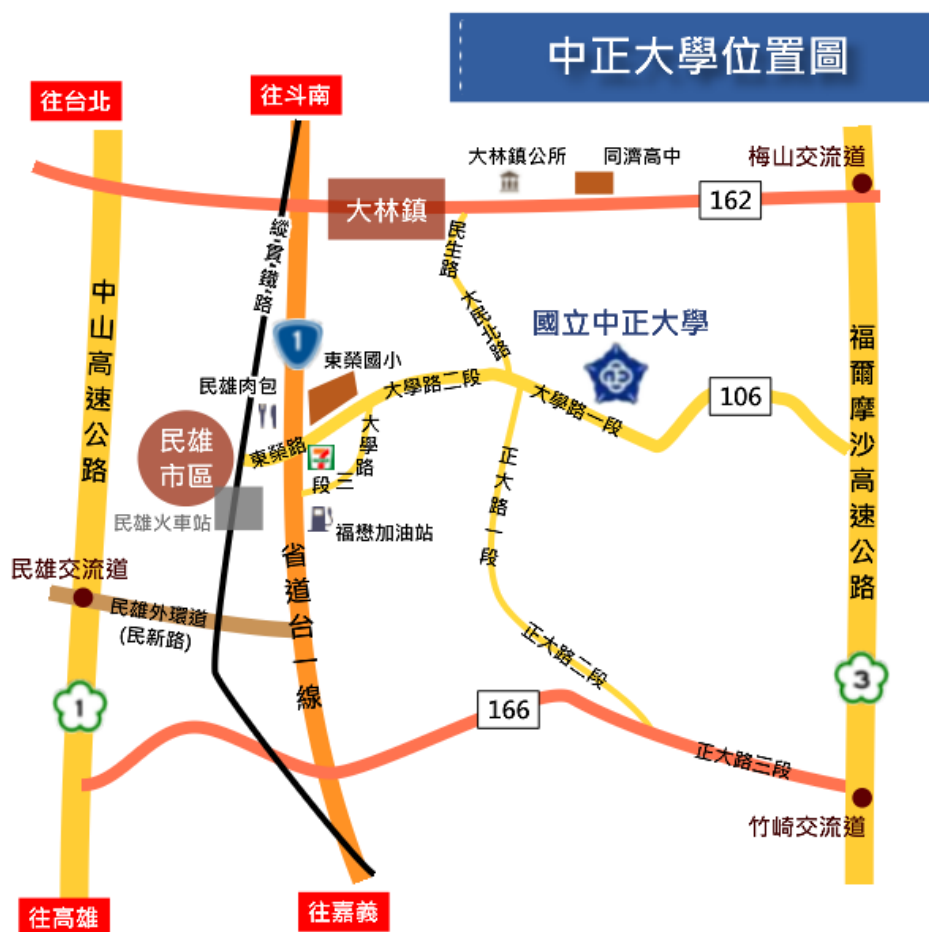 中正大學位置圖
往台北
往斗南
大林鎮公所
同濟高中
梅山交流道
162
大林鎮
縱貫鐵路
民生路
大民北路
中山高速公路
1
國立中正大學
福爾摩沙高速公路
東榮國小
民雄肉包
大學路二段
大學路一段
106
民雄
市區
東榮路
7
大學路三段
正大路一段
民雄火車站
福懋加油站
省道台一線
民雄交流道
民雄外環道
(民新路)
正大路二段
3
1
166
正大路三段
竹崎交流道
往高雄
往嘉義